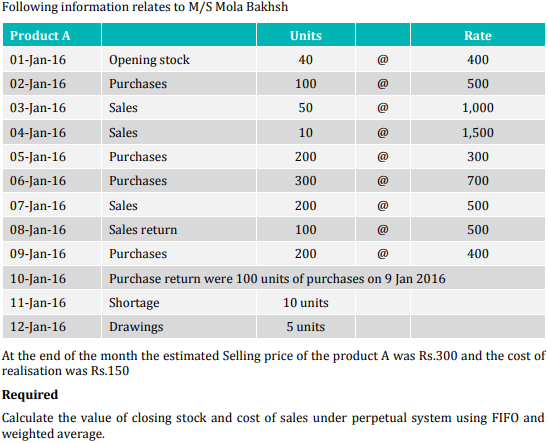 Following information relates to M/S Mola Bakhsh
Product A Units Rate
01-Jan-16 Opening stock 40 @ 400
02-Jan-16 Purchases 100 @ 500
03-Jan-16 Sales 50 @ 1,000
04-Jan-16 Sales 10 @ 1,500
05-Jan-16 Purchases 200 @ 300
06-Jan-16 Purchases 300 @ 700
07-Jan-16 Sales 200 @ 500
08-Jan-16 Sales return 100 @ 500
09-Jan-16 Purchases 200 @ 400
10-Jan-16 Purchase return were 100 units of purchases on 9 Jan 2016
11-Jan-16 Shortage 10 units
12-Jan-16 Drawings 5 units
At the end of the month the estimated Selling price of the product A was Rs.300 and the cost of
realisation was Rs.150
Required
Calculate the value of closing stock and cost of sales under perpetual system using FIFO and
weighted average.